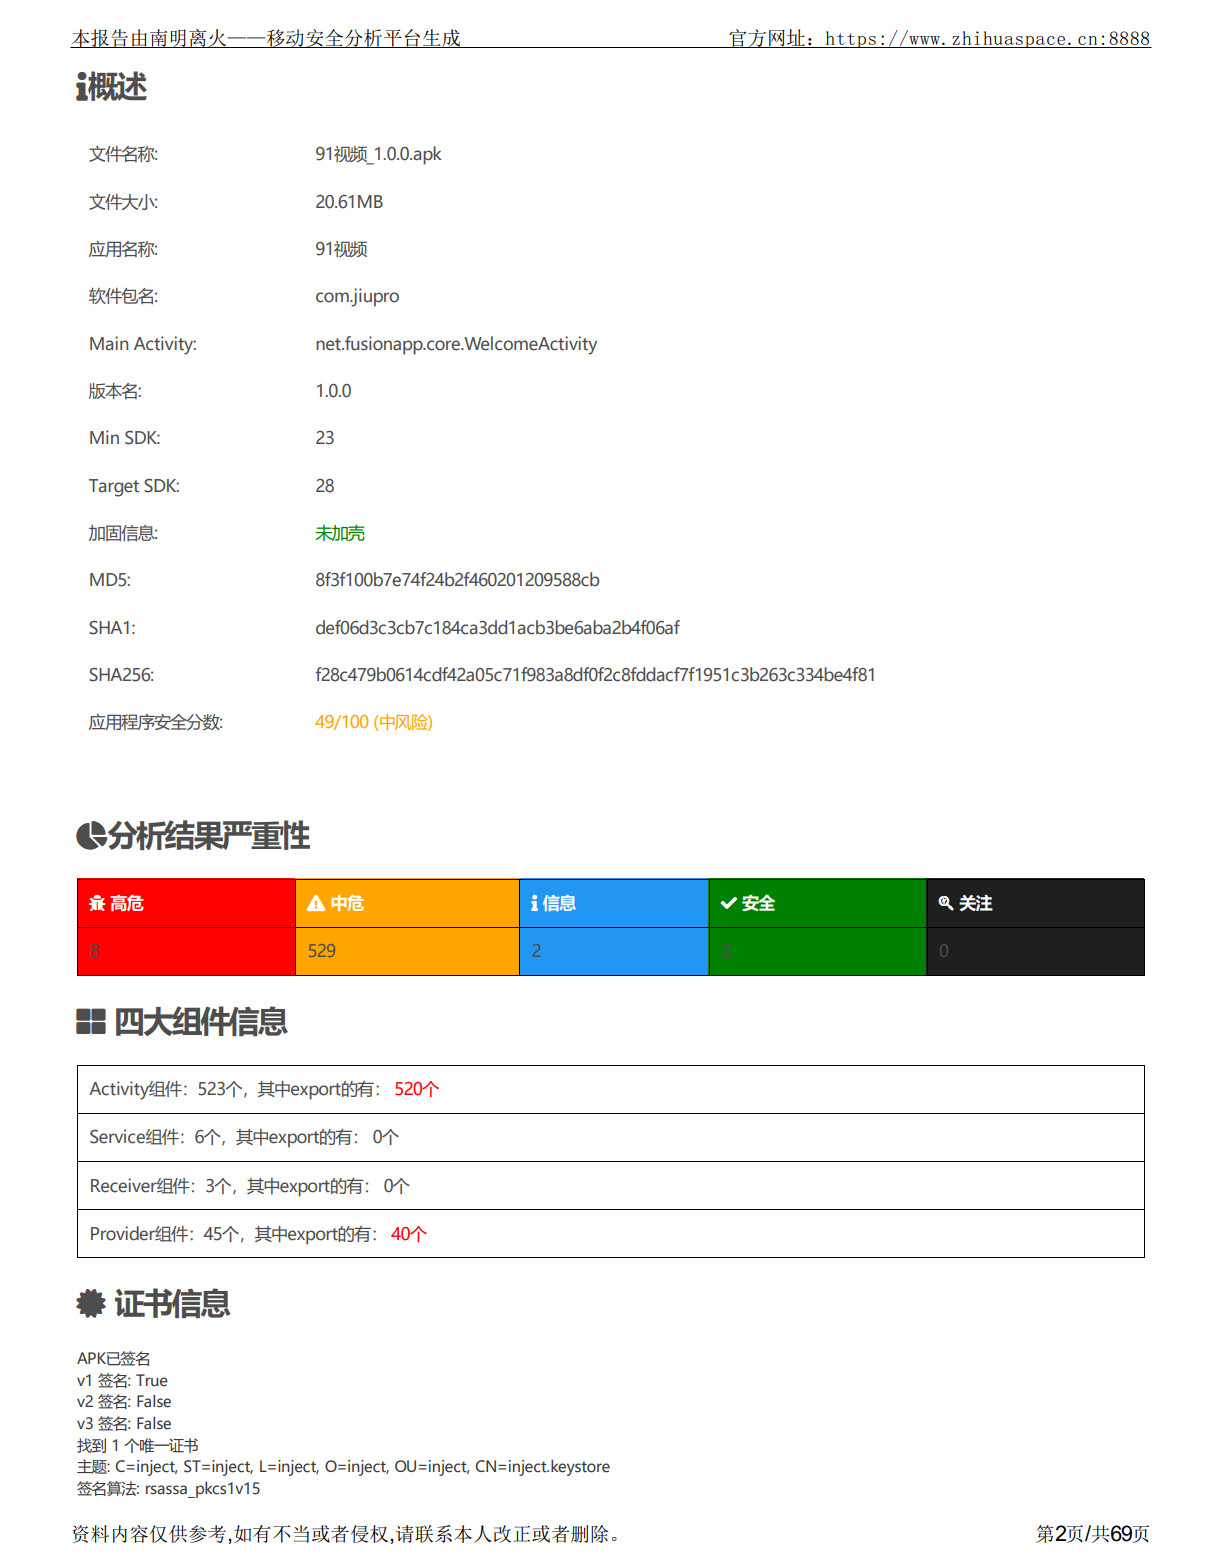 本报告由南明离火——移动安全分析平台生成 官方网址：https://www.zhihuaspace.cn:8888
概述
文件名称: 91视频_1.0.0.apk
文件大小: 20.61MB
应用名称: 91视频
软件包名: com.jiupro
Main Activity: net.fusionapp.core.WelcomeActivity
版本名: 1.0.0
Min SDK: 23
Target SDK: 28
加固信息: 未加壳
MD5: 8f3f100b7e74f24b2f460201209588cb
SHA1: def06d3c3cb7c184ca3dd1acb3be6aba2b4f06af
SHA256: f28c479b0614cdf42a05c71f983a8df0f2c8fddacf7f1951c3b263c334be4f81
应用程序安全分数: 49/100 (中风险)
分析结果严重性
高危 中危 信息 安全 关注
8 529 2 2 0
四大组件信息
Activity组件：523个，其中export的有： 520个
Service组件：6个，其中export的有： 0个
Receiver组件：3个，其中export的有： 0个
Provider组件：45个，其中export的有： 40个
证书信息
APK已签名
v1 签名: True
v2 签名: False
v3 签名: False
找到 1 个唯一证书
主题: C=inject, ST=inject, L=inject, O=inject, OU=inject, CN=inject.keystore
签名算法: rsassa_pkcs1v15
资料内容仅供参考,如有不当或者侵权,请联系本人改正或者删除。 第2页/共69页